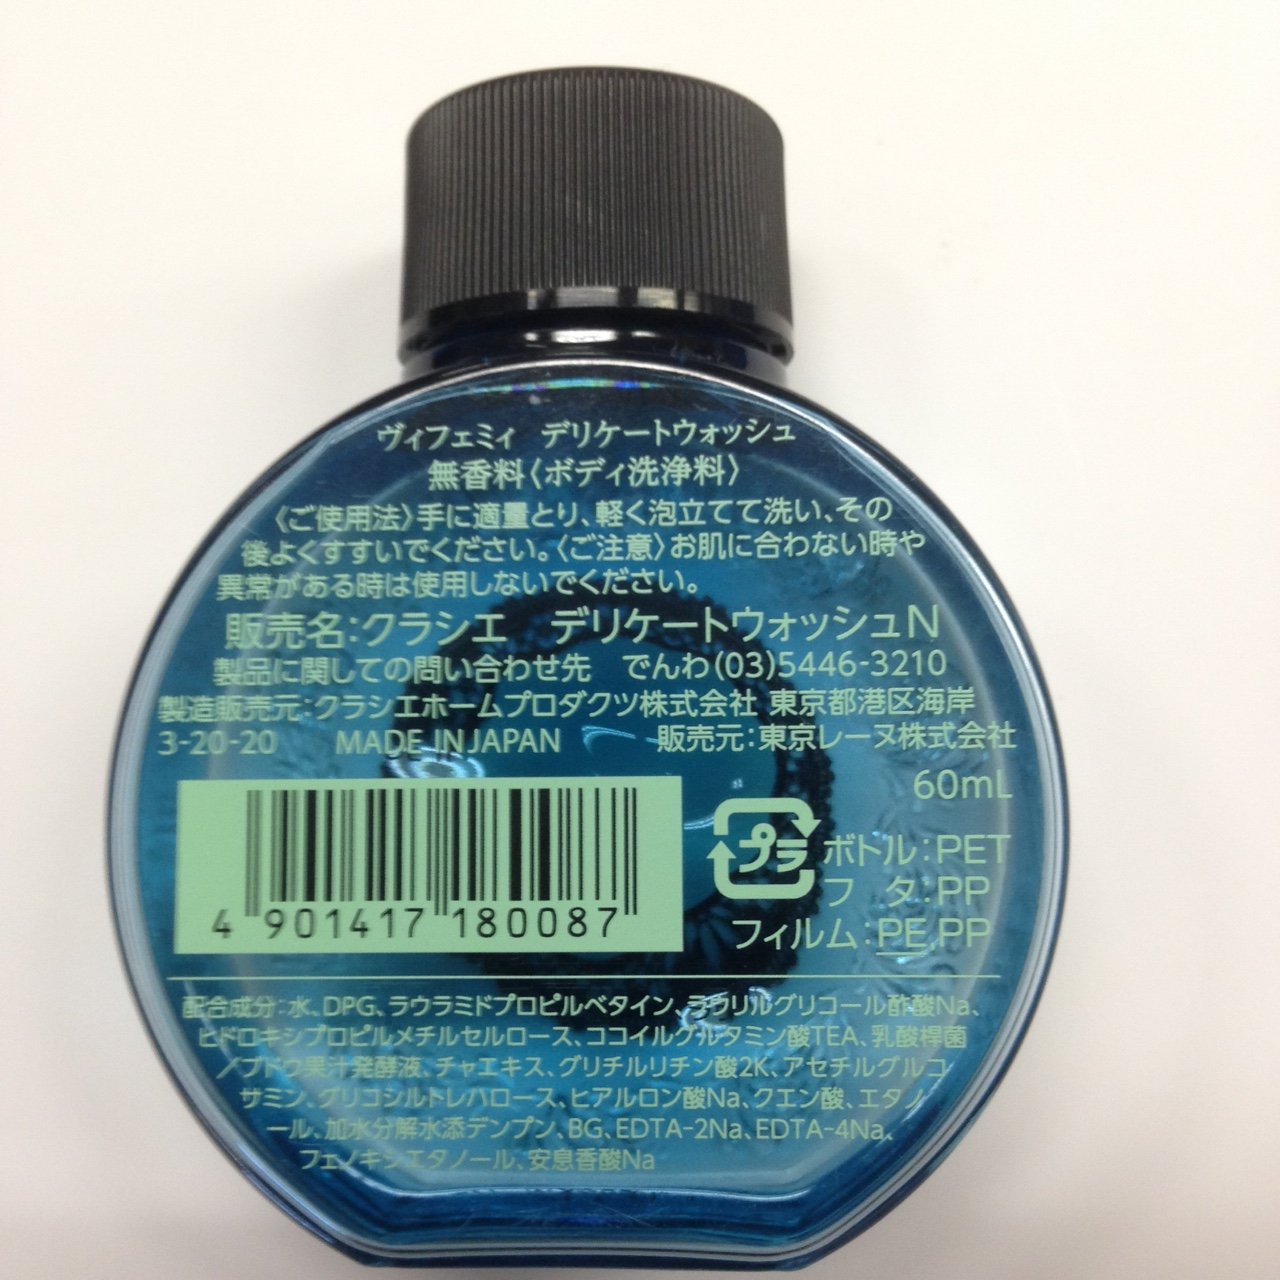 ヴィフェミィ デリケートウォッシュ
無香料〈ボディ洗浄料〉
〈ご使用法〉手に適量とり、軽く泡立てて洗い、その
後よくすすいでください。〈ご注意〉お肌に合わない時や
異常がある時は使用しないでください。
販売名:クラシエ デリケートウォッシュN
製品に関しての問い合わせ先 でんわ(03)5446-3210
製造販売元:クラシエホームプロダクツ株式会社 東京都港区海岸
3-20-20 MADE IN JAPAN 販売元:東京レーヌ株式会社
60mL
プラ
ボトル:PET
フ タ:PP
フィルム:PE,PP
4 901417 180087
配合成分:水、DPG、ラウラミドプロピルベタイン、ラウリルグリコール酢酸Na、
ヒドロキシプロピルメチルセルロース、ココイルグルタミン酸TEA、乳酸桿菌
/ブドウ果汁発酵液、チャエキス、グリチルリチン酸2K、アセチルグルコ
サミン、グリコシルトレハロース、ヒアルロン酸Na、クエン酸、エタノ
ール、加水分解水添デンプン、BG、EDTA-2Na、EDTA-4Na、
フェノキシエタノール、安息香酸Na